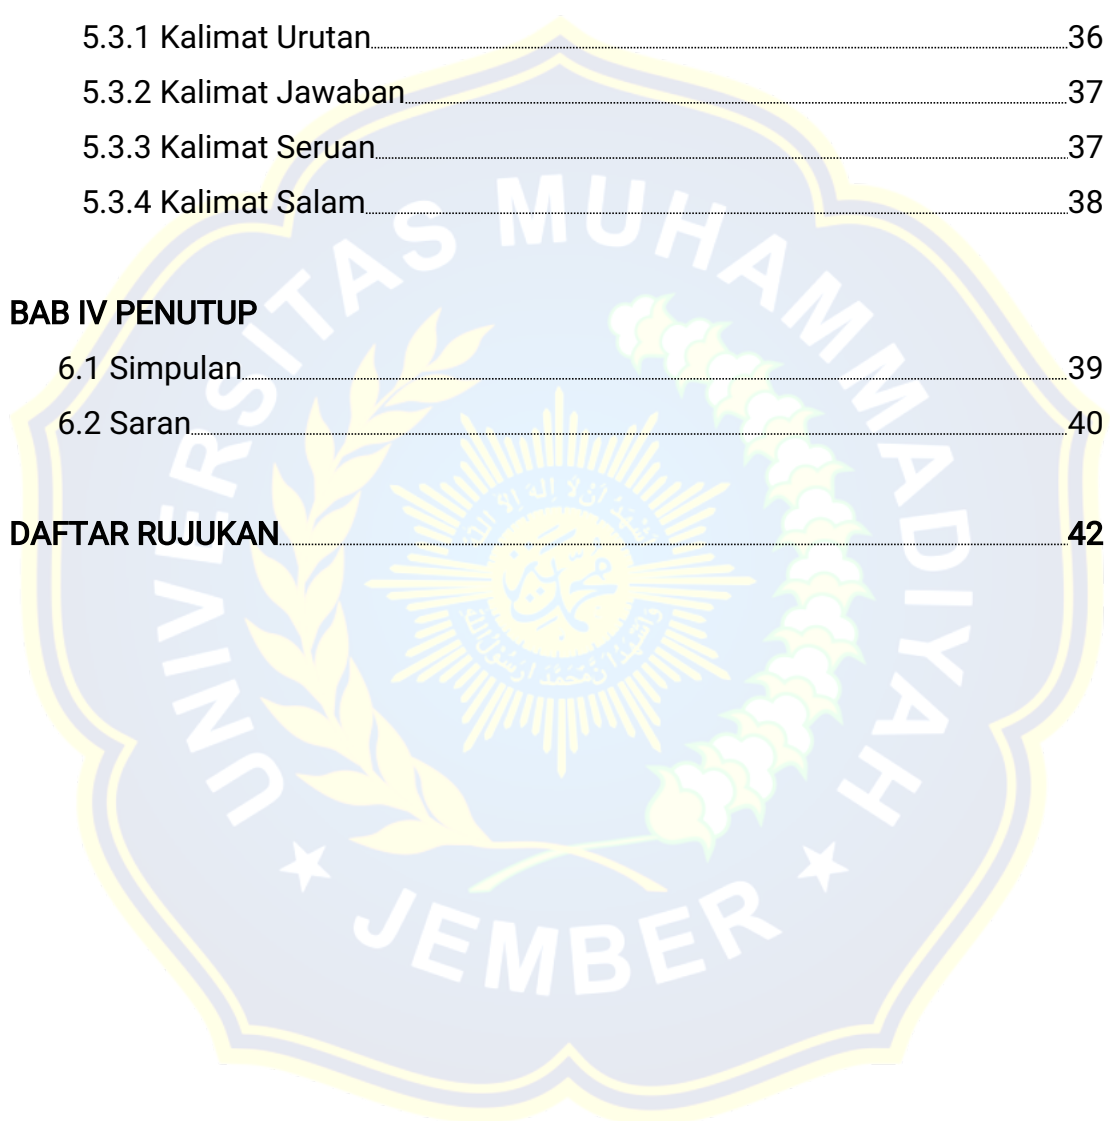 5.3.1 Kalimat Urutan 36
5.3.2 Kalimat Jawaban 37
5.3.3 Kalimat Seruan 37
5.3.4 Kalimat Salam 38
BAB IV PENUTUP
6.1 Simpulan 39
6.2 Saran 40
DAFTAR RUJUKAN 42
UNIVERSITAS MUHAMMADIYAH
JEMBER
محمد